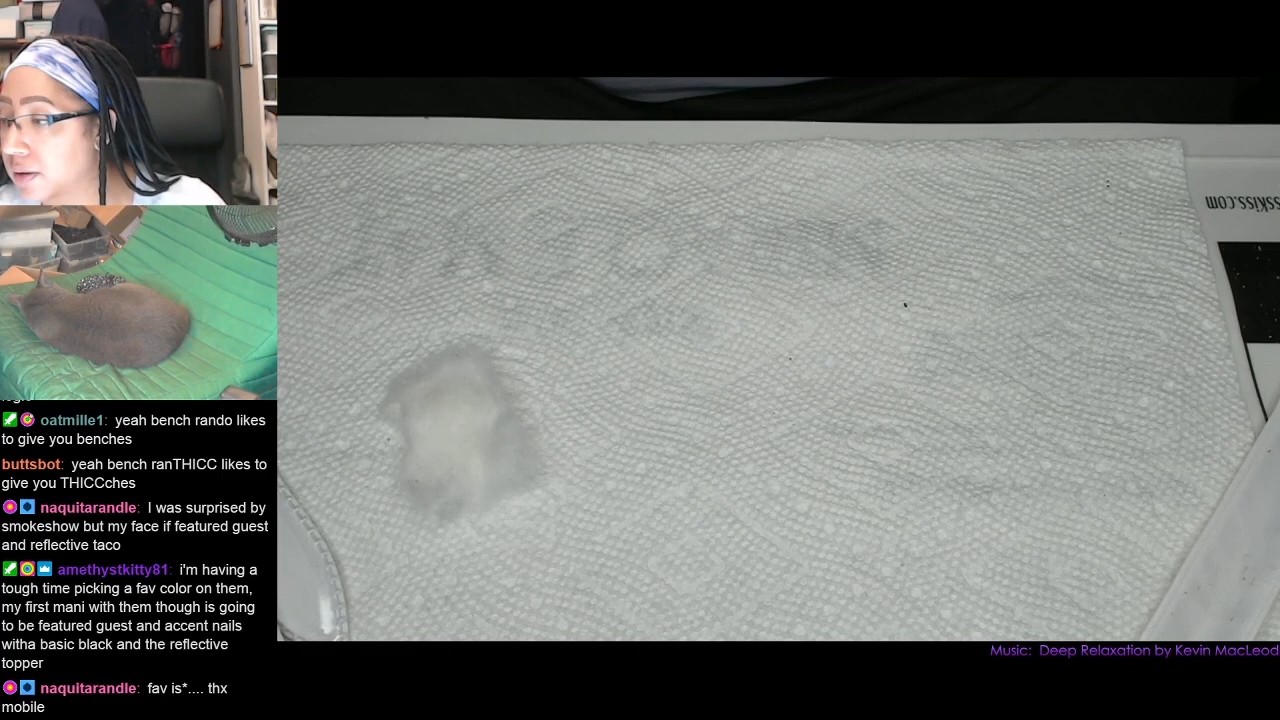 sskiss.com
oatmille1: yeah bench rando likes
to give you benches
buttsbot: yeah bench ranTHICC likes to
give you THICCches
naquitarandle: I was surprised by
smokeshow but my face if featured guest
and reflective taco
amethystkitty81: i'm having a
tough time picking a fav color on them,
my first mani with them though is going
to be featured guest and accent nails
witha basic black and the reflective
topper
naquitarandle: fav is*.... thx
mobile
Music: Deep Relaxation by Kevin MacLeod